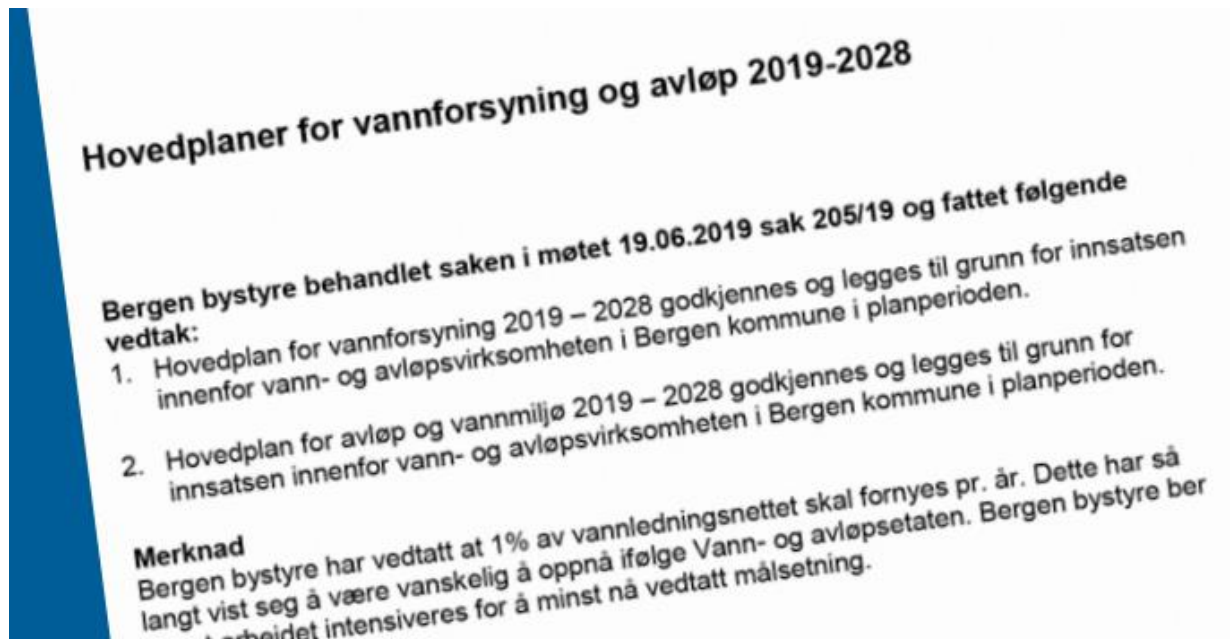 Hovedplaner for vannforsyning og avløp 2019-2028
Bergen bystyre behandlet saken i møtet 19.06.2019 sak 205/19 og fattet følgende
vedtak:
1. Hovedplan for vannforsyning 2019 – 2028 godkjennes og legges til grunn for innsatsen
innenfor vann- og avløpsvirksomheten i Bergen kommune i planperioden.
2. Hovedplan for avløp og vannmiljø 2019 – 2028 godkjennes og legges til grunn for
innsatsen innenfor vann- og avløpsvirksomheten i Bergen kommune i planperioden.
Merknad
Bergen bystyre har vedtatt at 1% av vannledningsnettet skal fornyes pr. år. Dette har så
langt vist seg å være vanskelig å oppnå ifølge Vann- og avløpsetaten. Bergen bystyre ber
arbeidet intensiveres for å minst nå vedtatt målsetning.